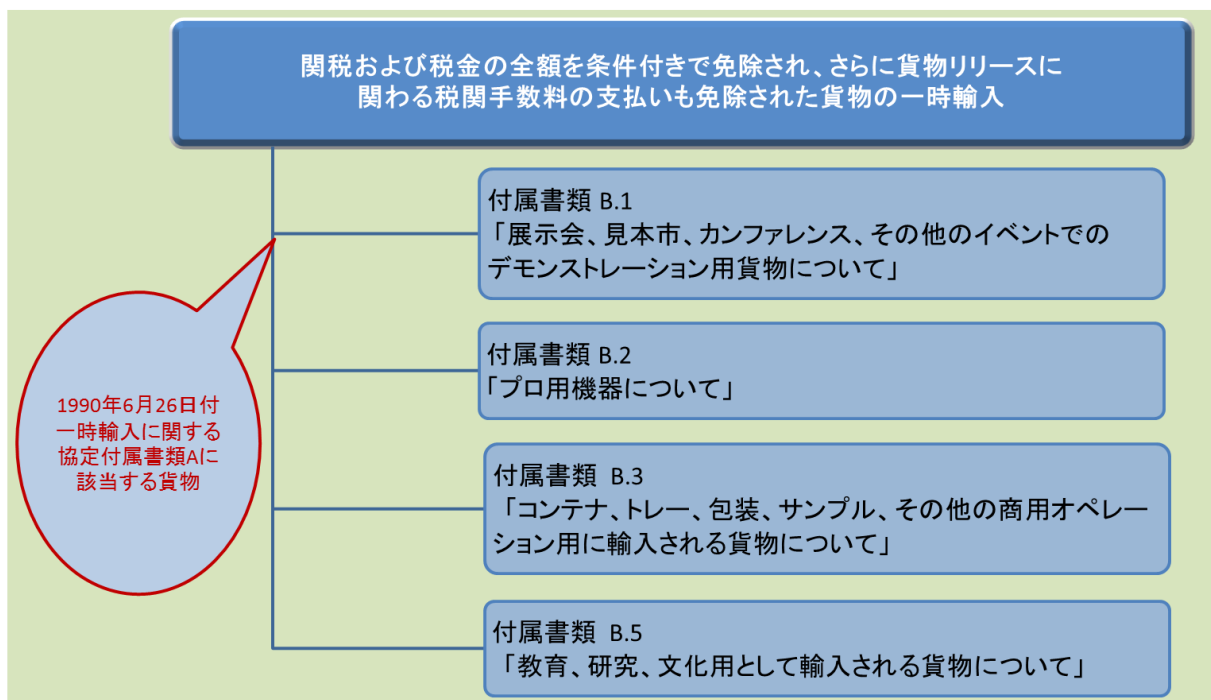 関税および税金の全額を条件付きで免除され、さらに貨物リリースに
関わる税関手数料の支払いも免除された貨物の一時輸入
付属書類 B.1
「展示会、見本市、カンファレンス、その他のイベントでの
デモンストレーション用貨物について」
付属書類 B.2
「プロ用機器について」
1990年6月26日付
一時輸入に関する
協定付属書類Aに
該当する貨物
付属書類 B.3
「コンテナ、トレー、包装、サンプル、その他の商用オペレー
ション用に輸入される貨物について」
付属書類 B.5
「教育、研究、文化用として輸入される貨物について」